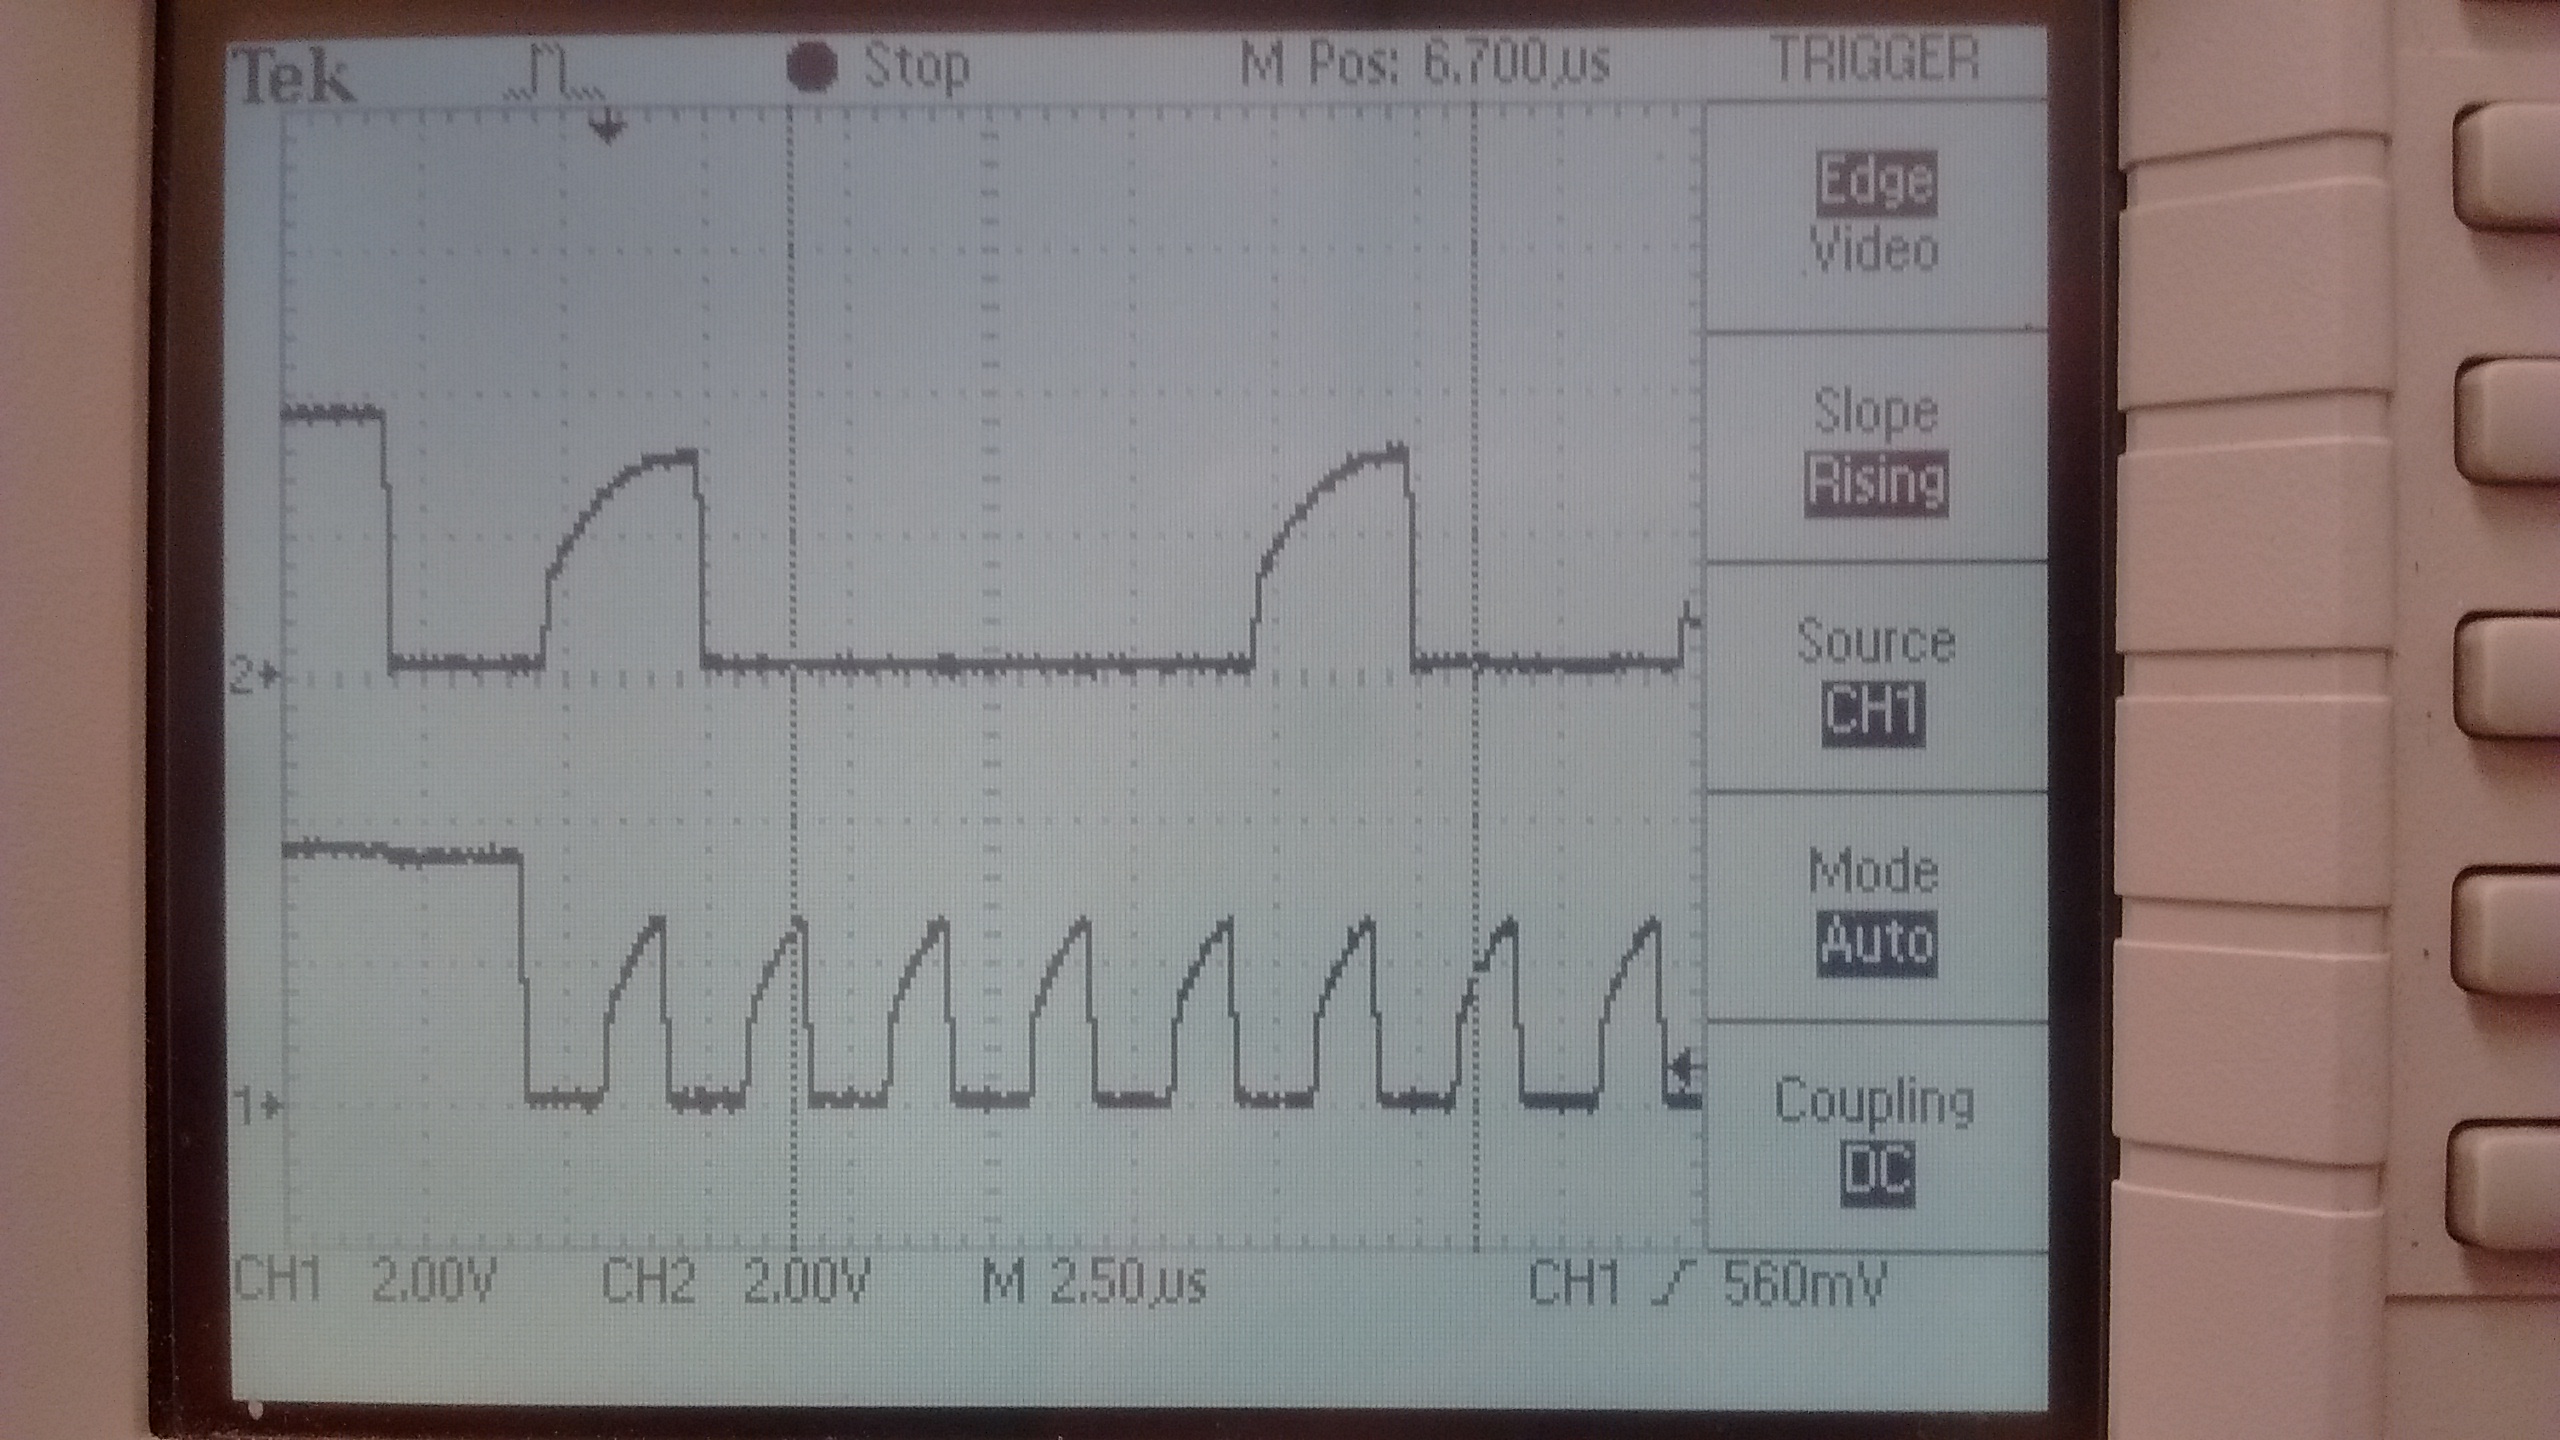 Tek Stop M Pos: 6.700µs TRIGGER
Edge
Video
Slope
Rising
2
Source
CH1
Mode
Auto
1
Coupling
DC
CH1 2.00V CH2 2.00V M 2.50µs CH1 560mV